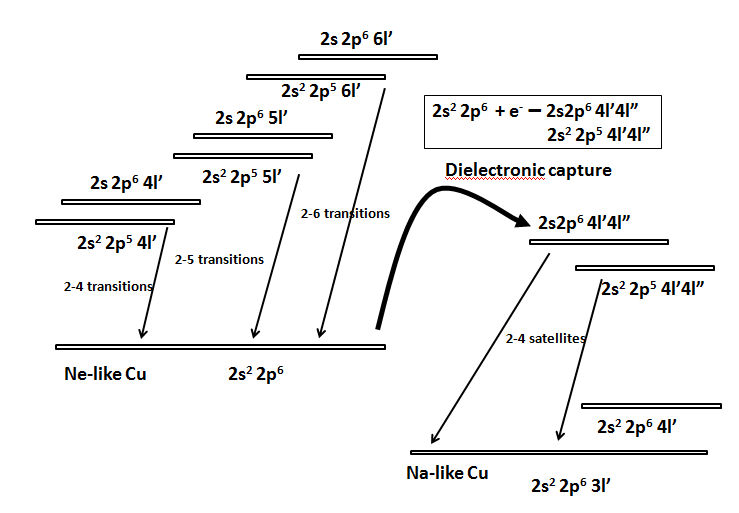 2s 2p⁶ 6l’
2s² 2p⁵ 6l’
2s 2p⁶ 5l’
2s² 2p⁵ 5l’
2s 2p⁶ 4l’
2s² 2p⁵ 4l’
2-4 transitions
2-5 transitions
2-6 transitions
Ne-like Cu
2s² 2p⁶
2s² 2p⁶ + e⁻ – 2s2p⁶ 4l’4l”
2s² 2p⁵ 4l’4l”
Dielectronic capture
2s2p⁶ 4l’4l”
2s² 2p⁵ 4l’4l”
2-4 satellites
2s² 2p⁶ 4l’
Na-like Cu
2s² 2p⁶ 3l’